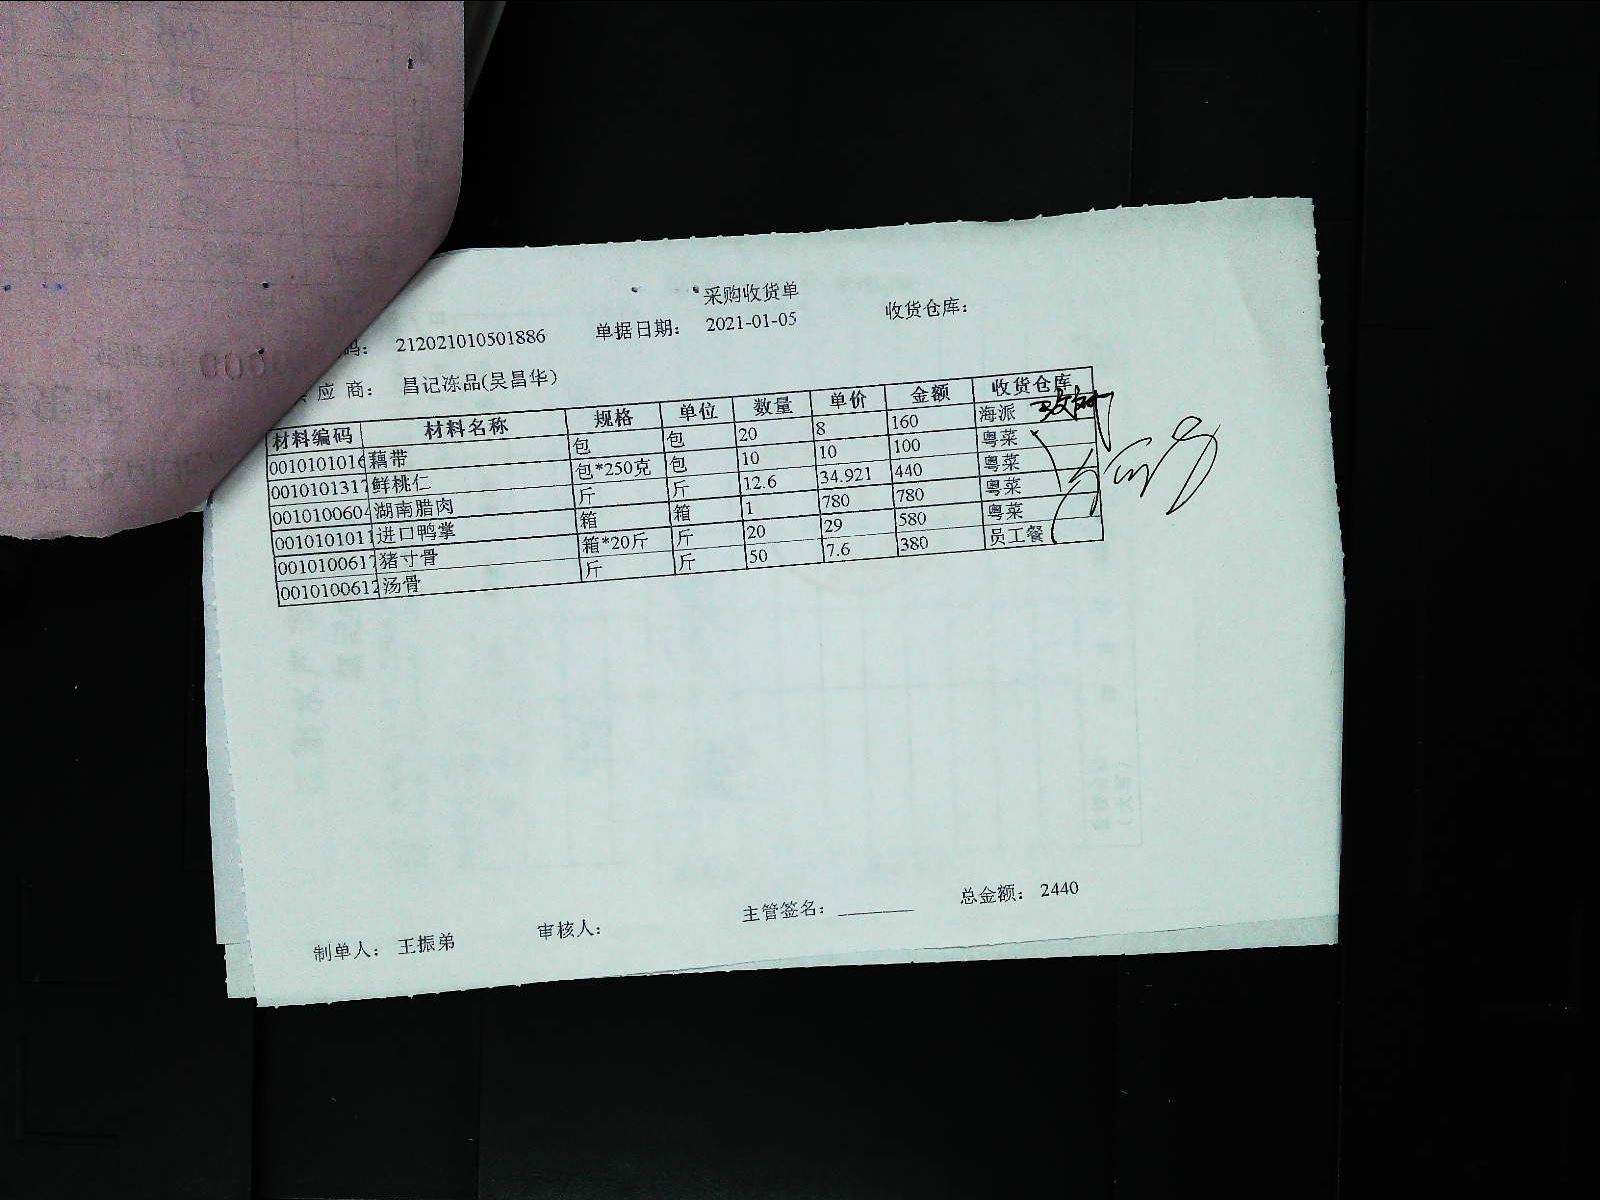 采购收货单
码： 212021010501886 单据日期： 2021-01-05 收货仓库：
应 商： 昌记冻品(吴昌华)
材料编码 材料名称 规格 单位 数量 单价 金额 收货仓库
0010101016 藕带 包 包 20 8 160 海派
0010101317 鲜桃仁 包*250克 包 10 10 100 粤菜
0010100604 湖南腊肉 斤 斤 12.6 34.921 440 粤菜
0010101011 进口鸭掌 箱 箱 1 780 780 粤菜
0010100617 猪寸骨 箱*20斤 斤 20 29 580 粤菜
0010100612 汤骨 斤 斤 50 7.6 380 员工餐
制单人： 王振弟 审核人： 主管签名： 总金额： 2440